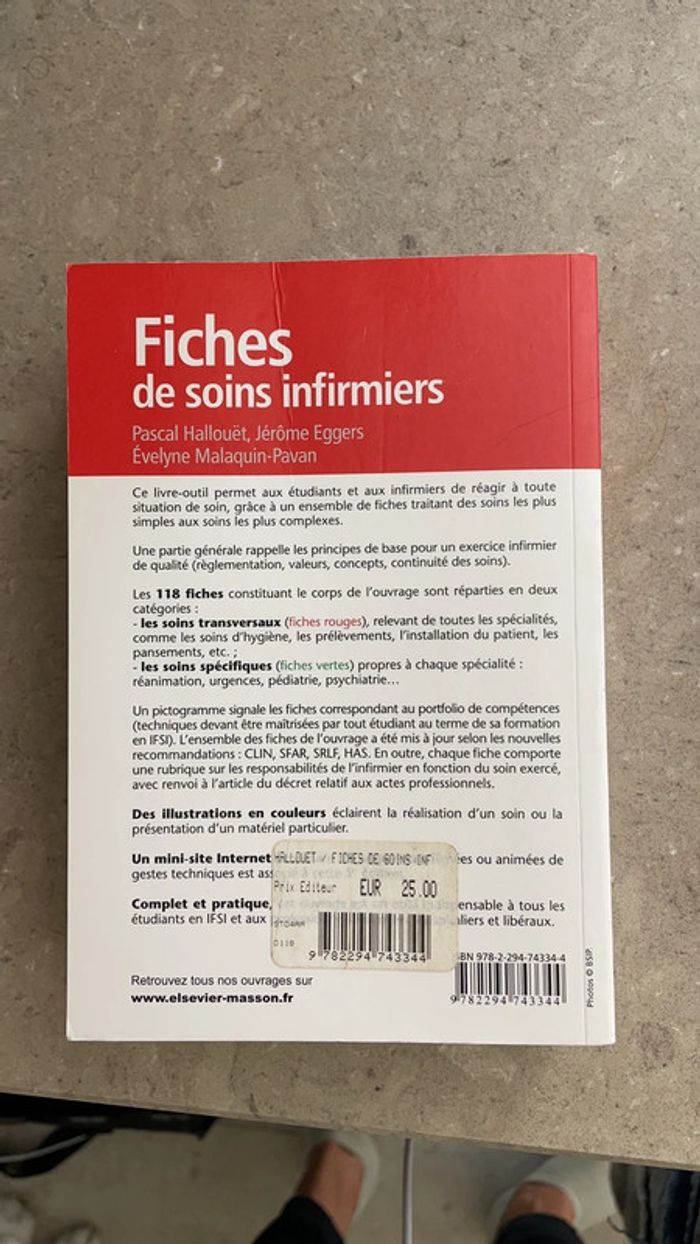 Fiches
de soins infirmiers
Pascal Hallouët, Jérôme Eggers
Évelyne Malaquin-Pavan
Ce livre-outil permet aux étudiants et aux infirmiers de réagir à toute
situation de soin, grâce à un ensemble de fiches traitant des soins les plus
simples aux soins les plus complexes.
Une partie générale rappelle les principes de base pour un exercice infirmier
de qualité (règlementation, valeurs, concepts, continuité des soins).
Les 118 fiches constituant le corps de l'ouvrage sont réparties en deux
catégories :
- les soins transversaux (fiches rouges), relevant de toutes les spécialités,
comme les soins d'hygiène, les prélèvements, l'installation du patient, les
pansements, etc. ;
- les soins spécifiques (fiches vertes) propres à chaque spécialité :
réanimation, urgences, pédiatrie, psychiatrie...
Un pictogramme signale les fiches correspondant au portfolio de compétences
(techniques devant être maîtrisées par tout étudiant au terme de sa formation
en IFSI). L'ensemble des fiches de l'ouvrage a été mis à jour selon les nouvelles
recommandations : CLIN, SFAR, SRLF, HAS. En outre, chaque fiche comporte
une rubrique sur les responsabilités de l'infirmier en fonction du soin exercé,
avec renvoi à l'article du décret relatif aux actes professionnels.
Des illustrations en couleurs éclairent la réalisation d'un soin ou la
présentation d'un matériel particulier.
Un mini-site Internet ou animées de
gestes techniques est
Complet et pratique, à tous les
étudiants en IFSI et aux et libéraux.
HALLOUET / FICHES DE SOINS INF
Prix Editeur EUR 25.00
9 782294 743344
Retrouvez tous nos ouvrages sur
www.elsevier-masson.fr
978-2-294-74334-4
9 782294 743344
Photos © BSIP.